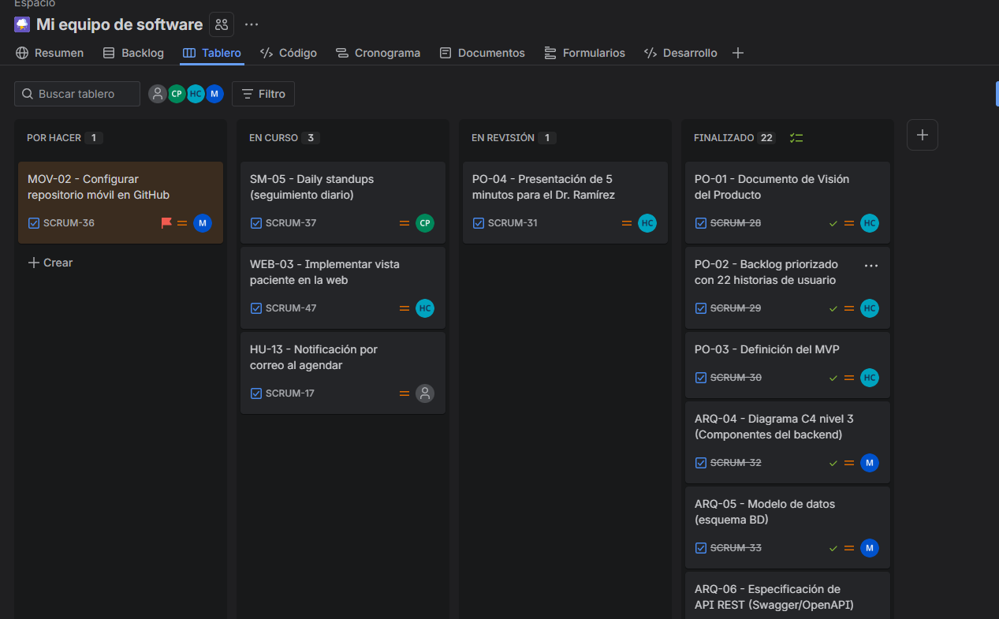 Espacio
Mi equipo de software
Resumen Backlog Tablero Código Cronograma Documentos Formularios Desarrollo
Buscar tablero CP HC M Filtro
POR HACER 1
MOV-02 - Configurar
repositorio móvil en GitHub
SCRUM-36 M
Crear
EN CURSO 3
SM-05 - Daily standups
(seguimiento diario)
SCRUM-37 CP
WEB-03 - Implementar vista
paciente en la web
SCRUM-47 HC
HU-13 - Notificación por
correo al agendar
SCRUM-17
EN REVISIÓN 1
PO-04 - Presentación de 5
minutos para el Dr. Ramírez
SCRUM-31 HC
FINALIZADO 22
PO-01 - Documento de Visión
del Producto
SCRUM-28 HC
PO-02 - Backlog priorizado
con 22 historias de usuario
SCRUM-29 HC
PO-03 - Definición del MVP
SCRUM-30 HC
ARQ-04 - Diagrama C4 nivel 3
(Componentes del backend)
SCRUM-32 M
ARQ-05 - Modelo de datos
(esquema BD)
SCRUM-33 M
ARQ-06 - Especificación de
API REST (Swagger/OpenAPI)